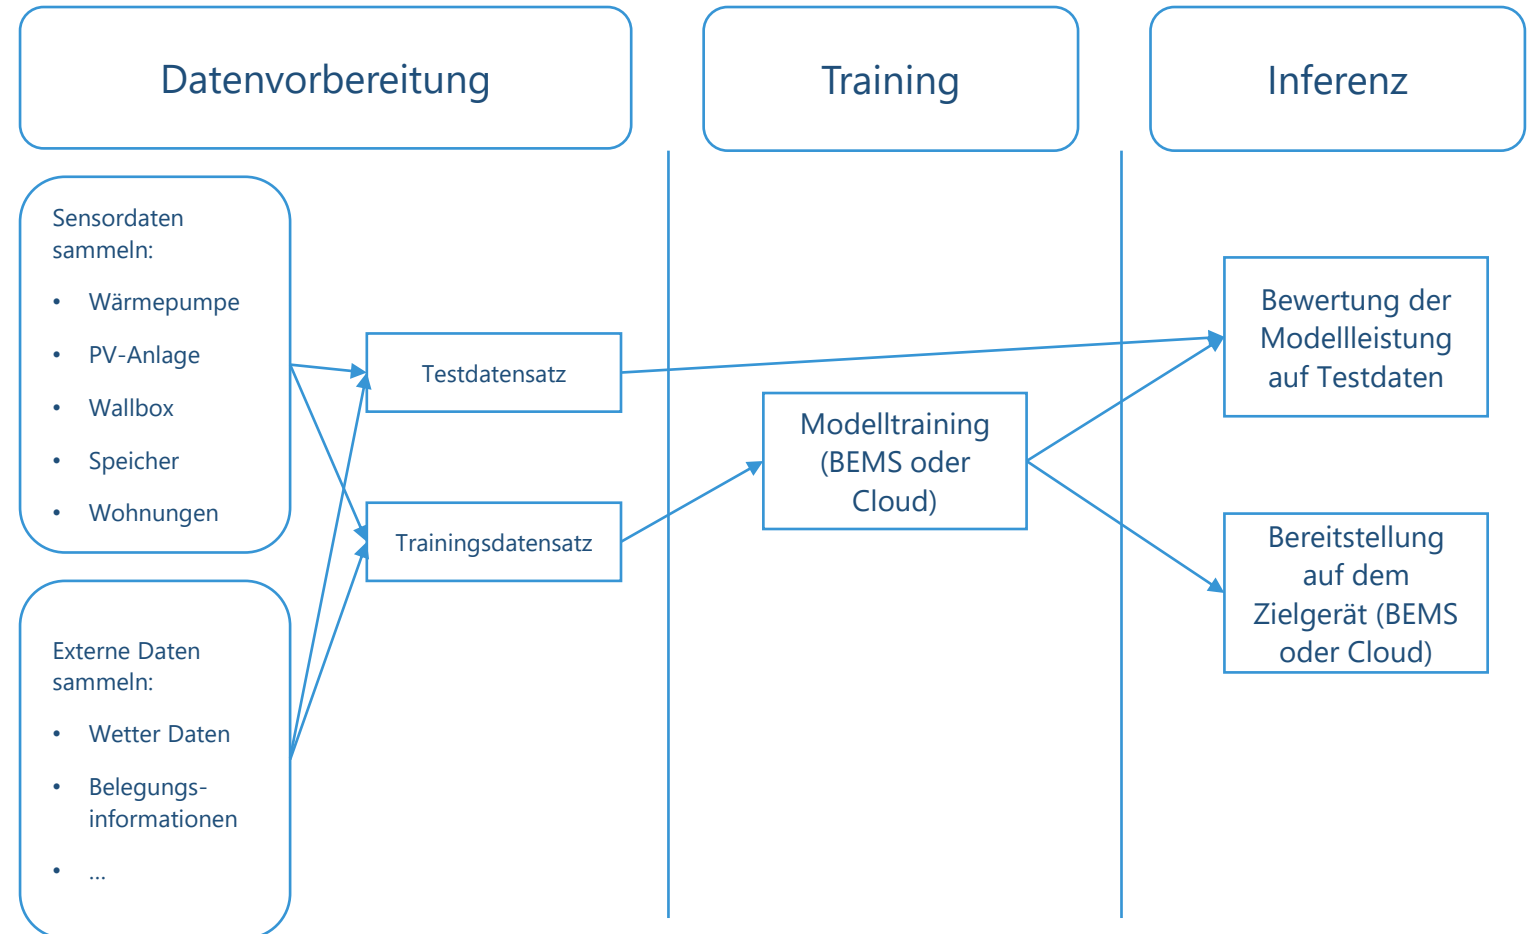 Datenvorbereitung
Training
Inferenz
Sensordaten
sammeln:
• Wärmepumpe
• PV-Anlage
• Wallbox
• Speicher
• Wohnungen
Externe Daten
sammeln:
• Wetter Daten
• Belegungs-
informationen
• ...
Testdatensatz
Trainingsdatensatz
Modelltraining
(BEMS oder
Cloud)
Bewertung der
Modellleistung
auf Testdaten
Bereitstellung
auf dem
Zielgerät (BEMS
oder Cloud)